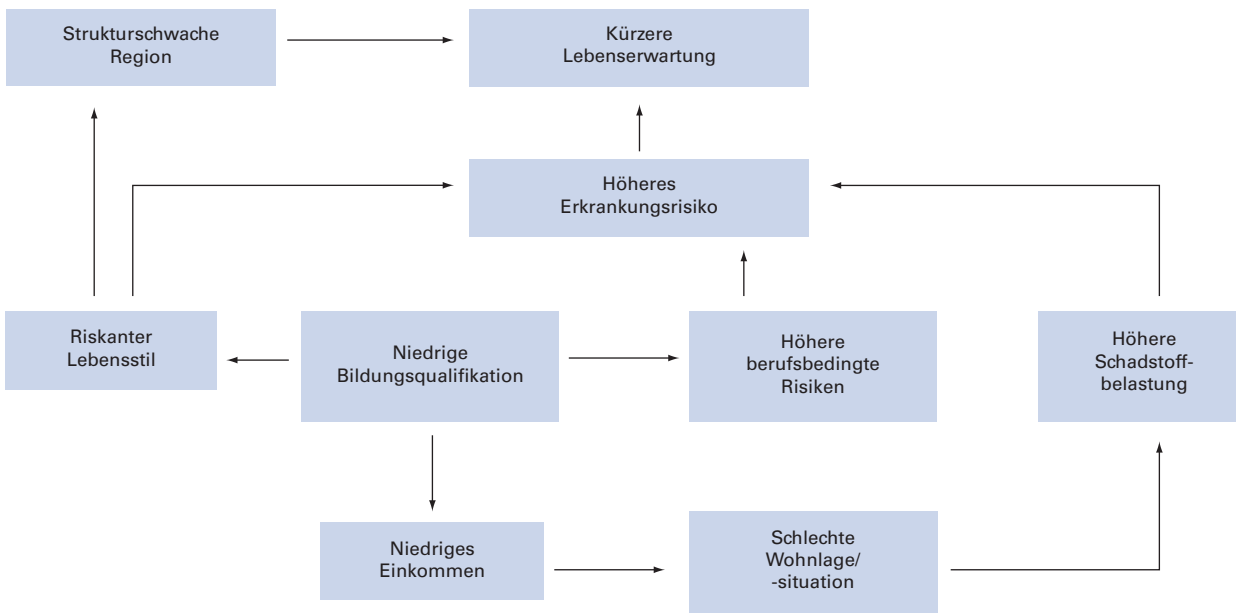 Strukturschwache
Region
Kürzere
Lebenserwartung
Höheres
Erkrankungsrisiko
Riskanter
Lebensstil
Niedrige
Bildungsqualifikation
Höhere
berufsbedingte
Risiken
Höhere
Schadstoff-
belastung
Niedriges
Einkommen
Schlechte
Wohnlage/
-situation